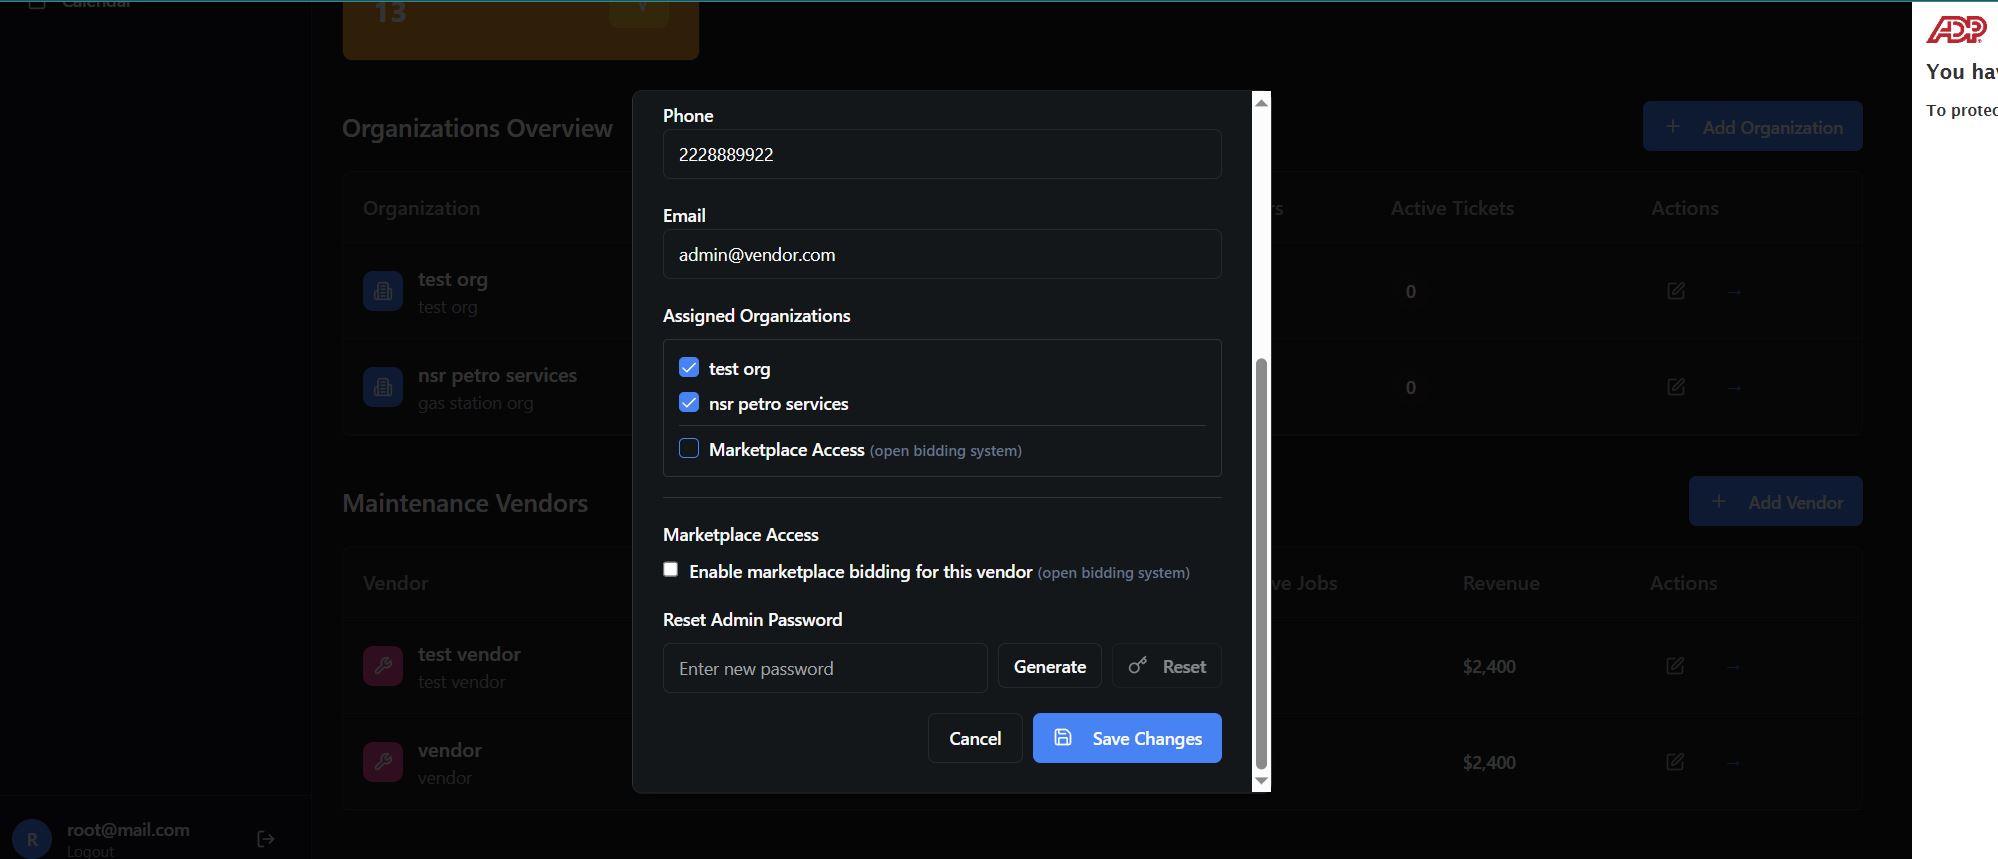 Calendar
13
Organizations Overview
+ Add Organization
Organization
Active Tickets
Actions
test org
test org
0
nsr petro services
gas station org
0
Maintenance Vendors
+ Add Vendor
Vendor
ve Jobs
Revenue
Actions
test vendor
test vendor
$2,400
vendor
vendor
$2,400
R
root@mail.com
Logout
Phone
2228889922
Email
admin@vendor.com
Assigned Organizations
test org
nsr petro services
Marketplace Access (open bidding system)
Marketplace Access
Enable marketplace bidding for this vendor (open bidding system)
Reset Admin Password
Enter new password
Generate
Reset
Cancel
Save Changes
ADP
You hav
To protec